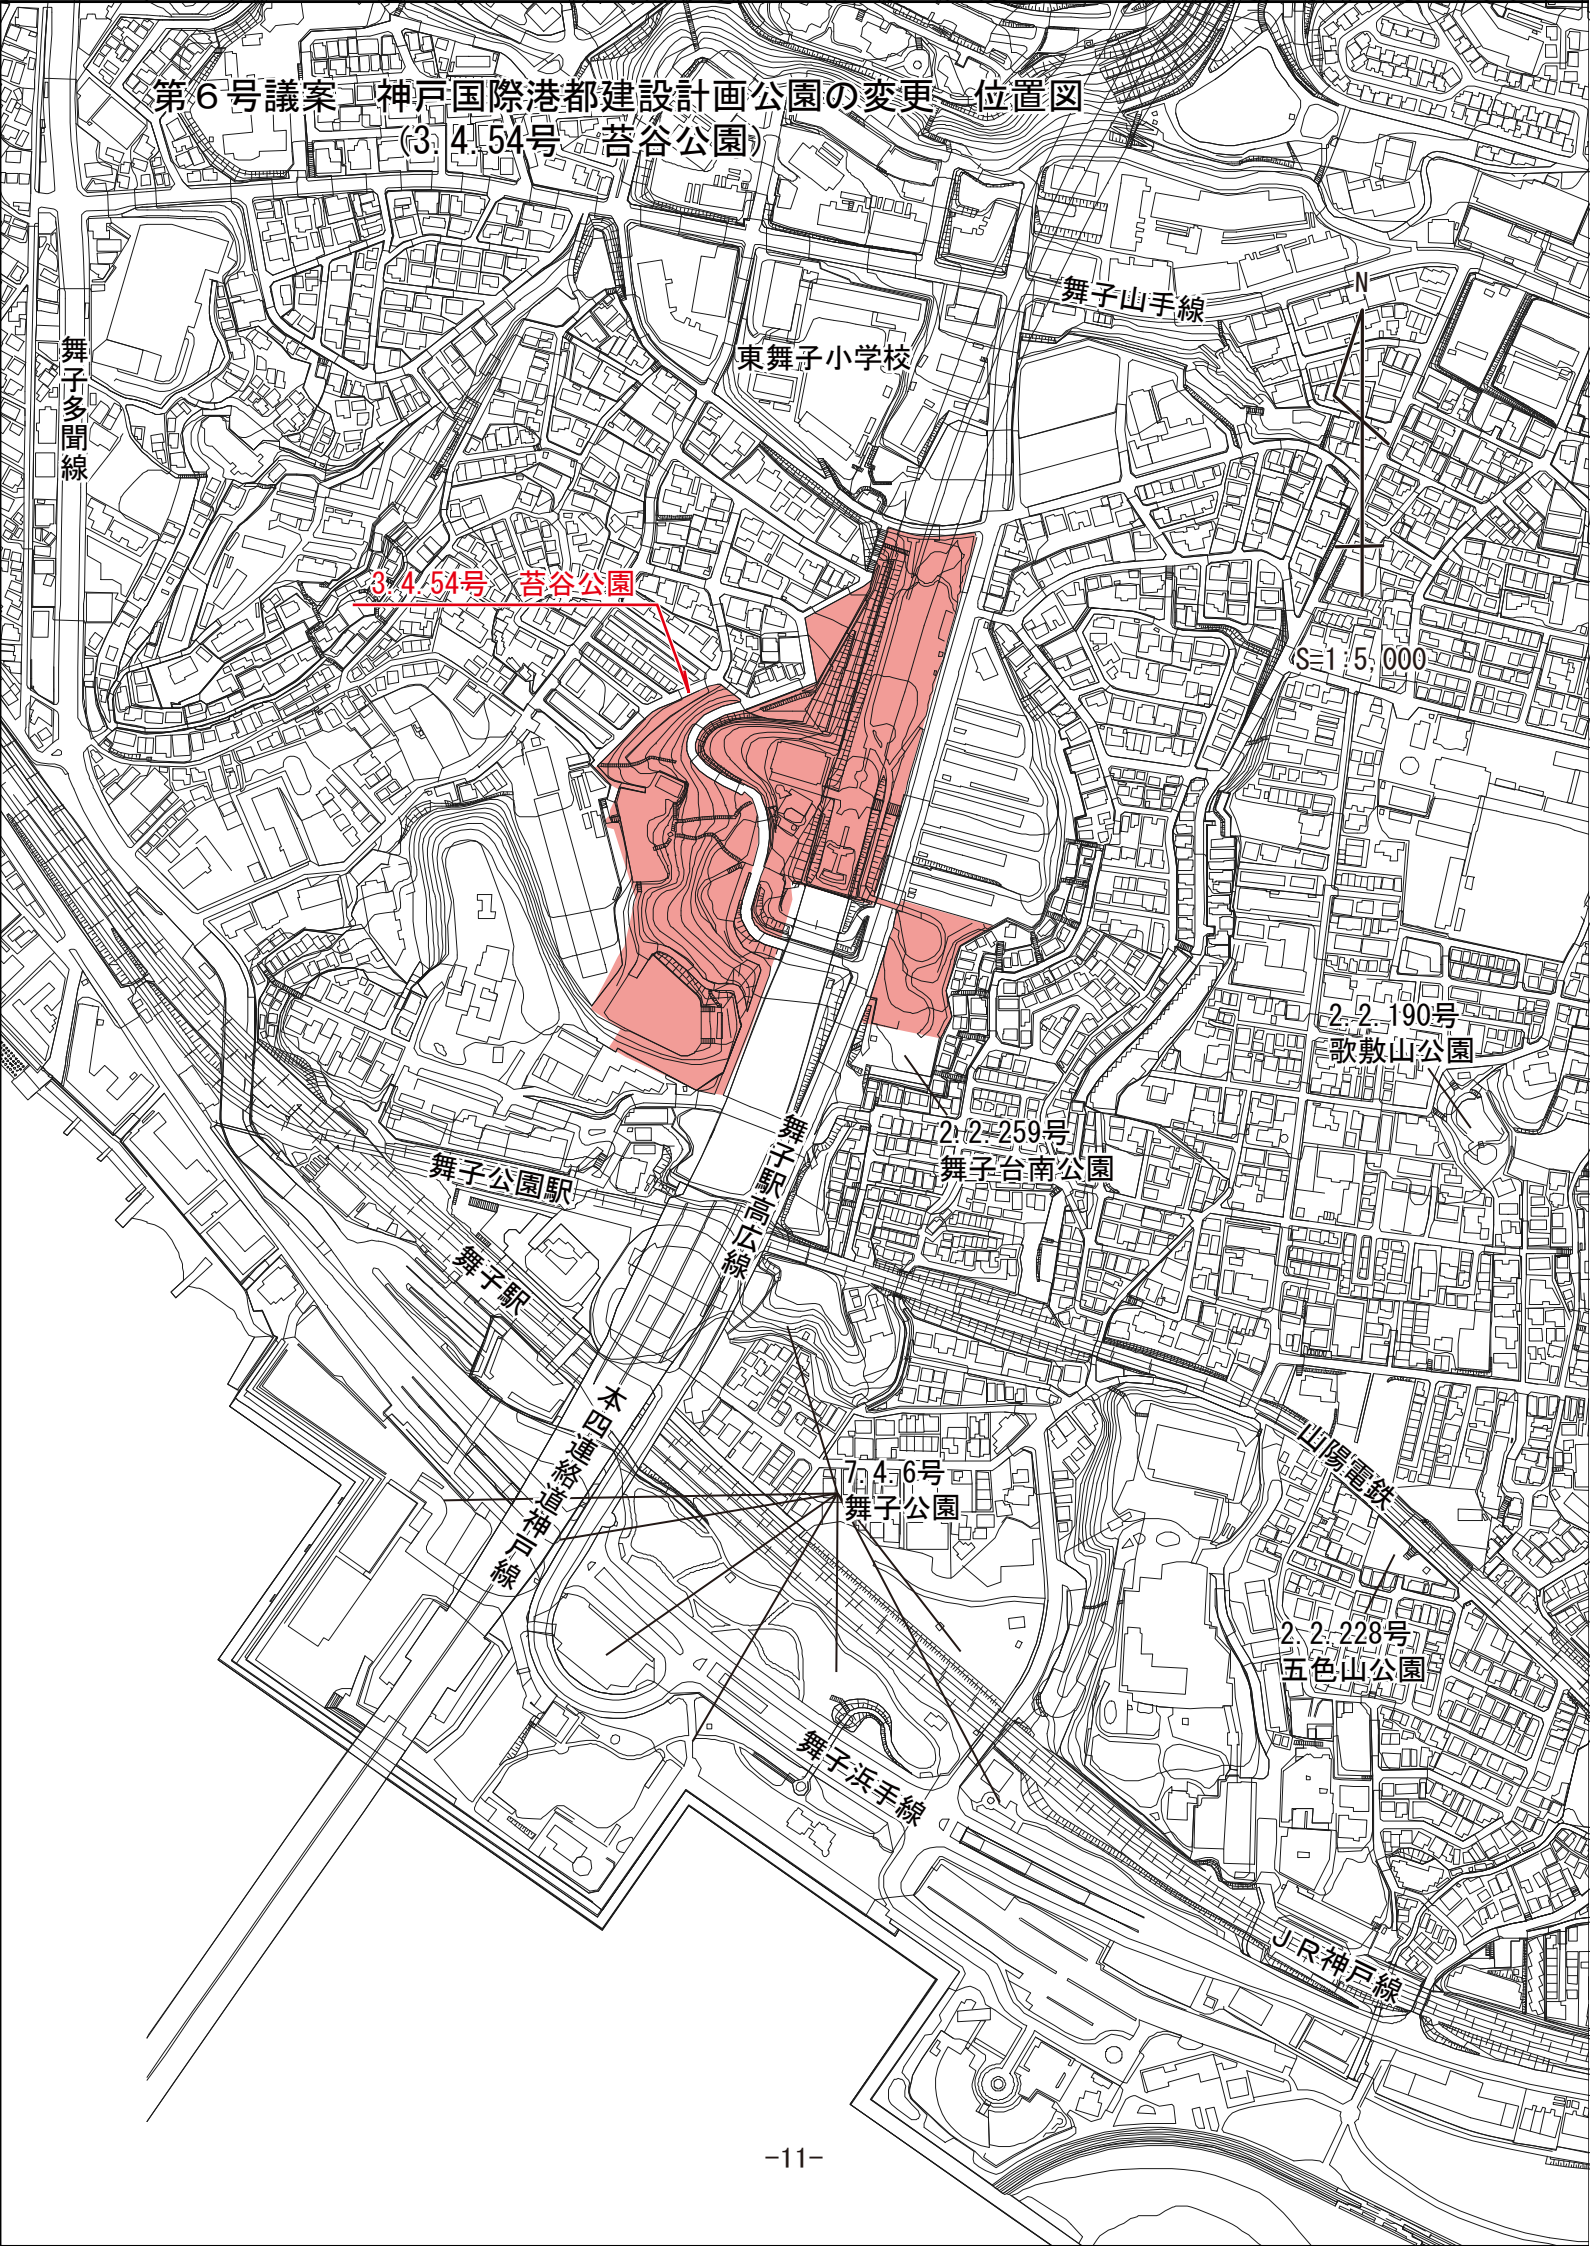 第６号議案　神戸国際港都建設計画公園の変更　位置図
（3.4.54号　苔谷公園）
舞子山手線
N
東舞子小学校
舞子多聞線
3.4.54号　苔谷公園
S=1:5,000
2.2.190号
歌敷山公園
2.2.259号
舞子台南公園
舞子公園駅
舞子駅高広線
舞子駅
本四連絡道神戸線
山陽電鉄
7.4.6号
舞子公園
2.2.228号
五色山公園
舞子浜手線
ＪＲ神戸線
-11-